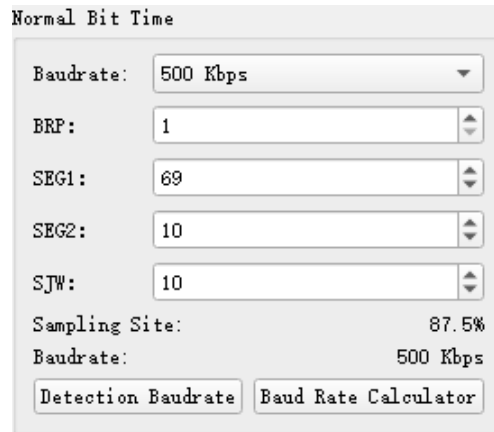 Normal Bit Time
Baudrate: 500 Kbps
BRP: 1
SEG1: 69
SEG2: 10
SJW: 10
Sampling Site: 87.5%
Baudrate: 500 Kbps
Detection Baudrate Baud Rate Calculator